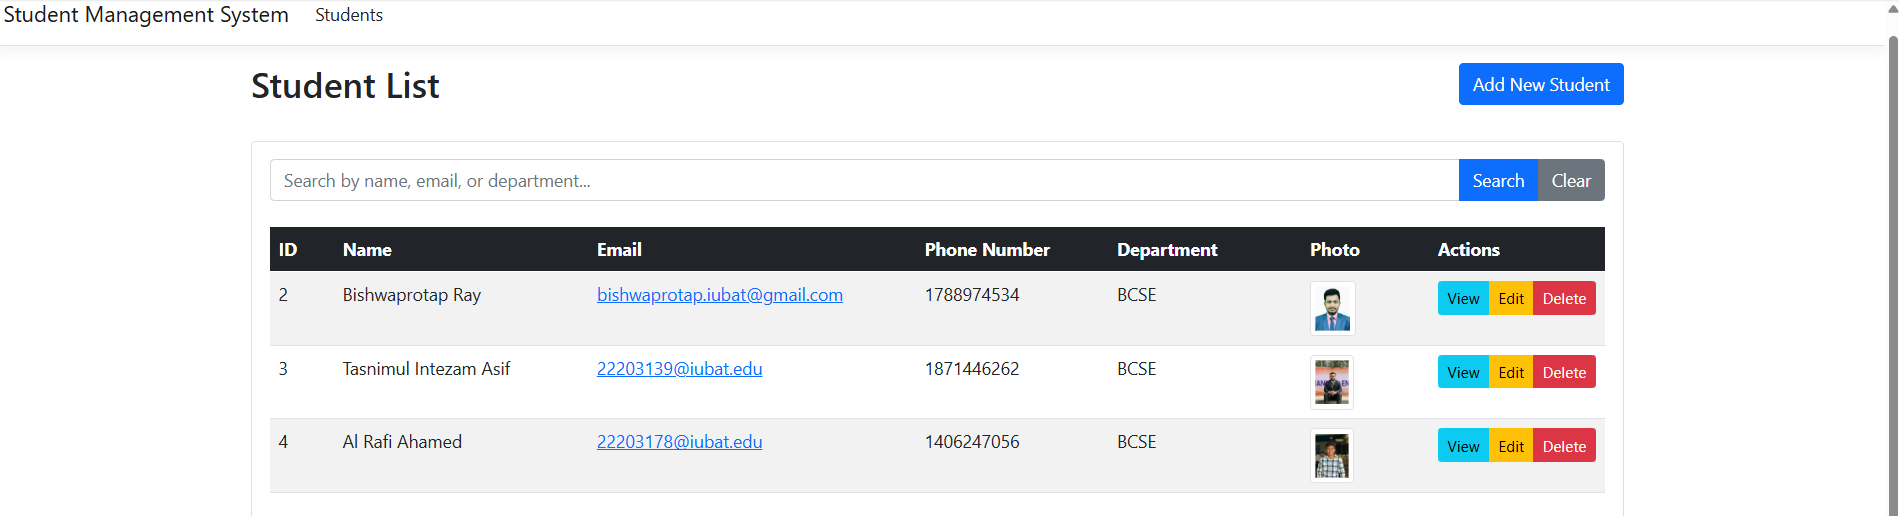 Student Management System Students
Student List
Add New Student
Search by name, email, or department...
Search
Clear
ID Name Email Phone Number Department Photo Actions
2 Bishwaprotap Ray bishwaprotap.iubat@gmail.com 1788974534 BCSE View Edit Delete
3 Tasnimul Intezam Asif 22203139@iubat.edu 1871446262 BCSE View Edit Delete
4 Al Rafi Ahamed 22203178@iubat.edu 1406247056 BCSE View Edit Delete